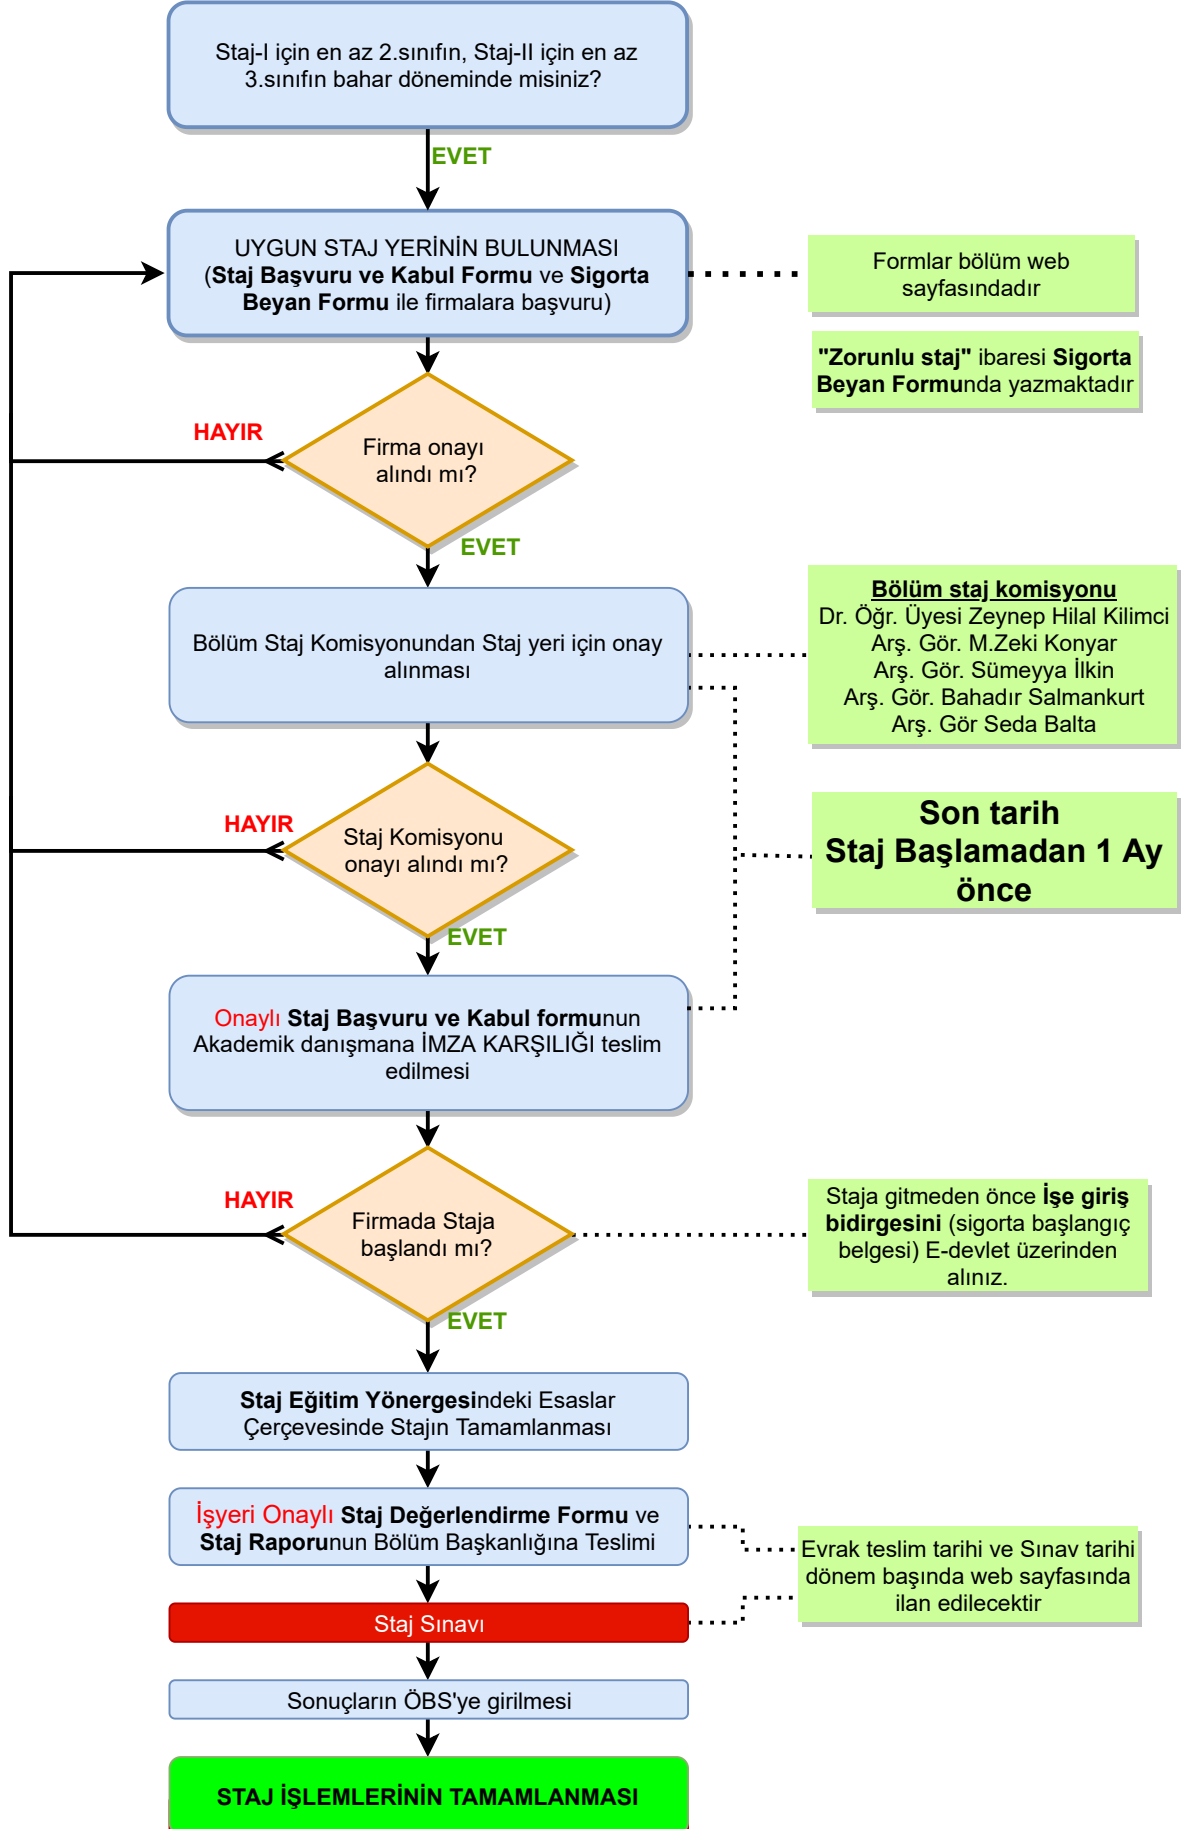 Staj-I için en az 2.sınıfın, Staj-II için en az
3.sınıfın bahar döneminde misiniz?
EVET
UYGUN STAJ YERİNİN BULUNMASI
(Staj Başvuru ve Kabul Formu ve Sigorta
Beyan Formu ile firmalara başvuru)
Formlar bölüm web
sayfasındadır
"Zorunlu staj" ibaresi Sigorta
Beyan Formunda yazmaktadır
HAYIR
Firma onayı
alındı mı?
EVET
Bölüm Staj Komisyonundan Staj yeri için onay
alınması
Bölüm staj komisyonu
Dr. Öğr. Üyesi Zeynep Hilal Kilimci
Arş. Gör. M.Zeki Konyar
Arş. Gör. Sümeyya İlkin
Arş. Gör. Bahadır Salmankurt
Arş. Gör Seda Balta
HAYIR
Staj Komisyonu
onayı alındı mı?
Son tarih
Staj Başlamadan 1 Ay
önce
EVET
Onaylı Staj Başvuru ve Kabul formunun
Akademik danışmana İMZA KARŞILIĞI teslim
edilmesi
HAYIR
Firmada Staja
başlandı mı?
Staja gitmeden önce İşe giriş
bidirgesini (sigorta başlangıç
belgesi) E-devlet üzerinden
alınız.
EVET
Staj Eğitim Yönergesindeki Esaslar
Çerçevesinde Stajın Tamamlanması
İşyeri Onaylı Staj Değerlendirme Formu ve
Staj Raporunun Bölüm Başkanlığına Teslimi
Evrak teslim tarihi ve Sınav tarihi
dönem başında web sayfasında
ilan edilecektir
Staj Sınavı
Sonuçların ÖBS'ye girilmesi
STAJ İŞLEMLERİNİN TAMAMLANMASI